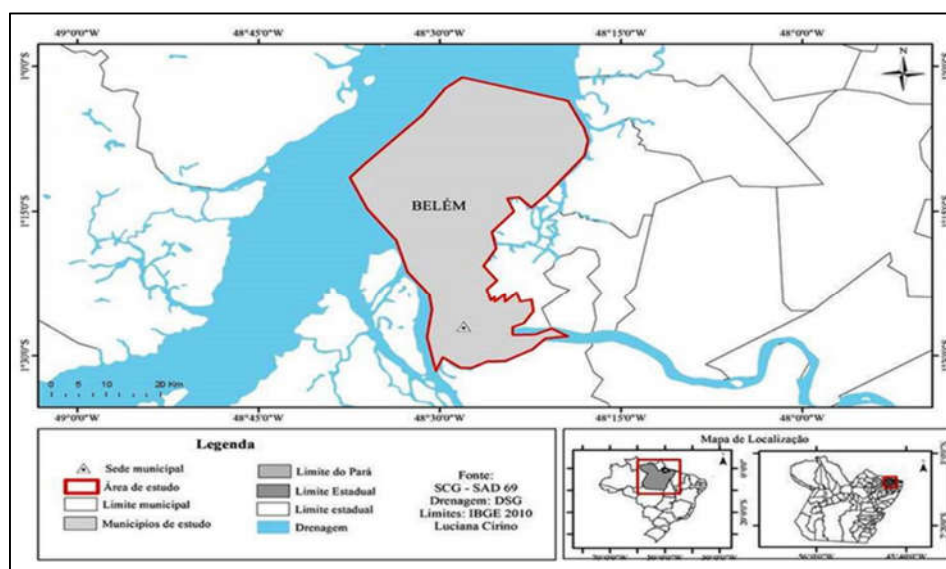 49°0'0"W 48°45'0"W 48°30'0"W 48°15'0"W 48°0'0"W
N
1°0'0"S
1°15'0"S
1°30'0"S
BELÉM
0 5 10 20 Km
49°0'0"W 48°45'0"W 48°30'0"W 48°15'0"W 48°0'0"W
Legenda
Sede municipal
Área de estudo
Limite municipal
Municípios de estudo
Limite do Pará
Limite Estadual
Limite estadual
Drenagem
Fonte:
SCG - SAD 69
Drenagem: DSG
Limites: IBGE 2010
Luciana Cirino
Mapa de Localização